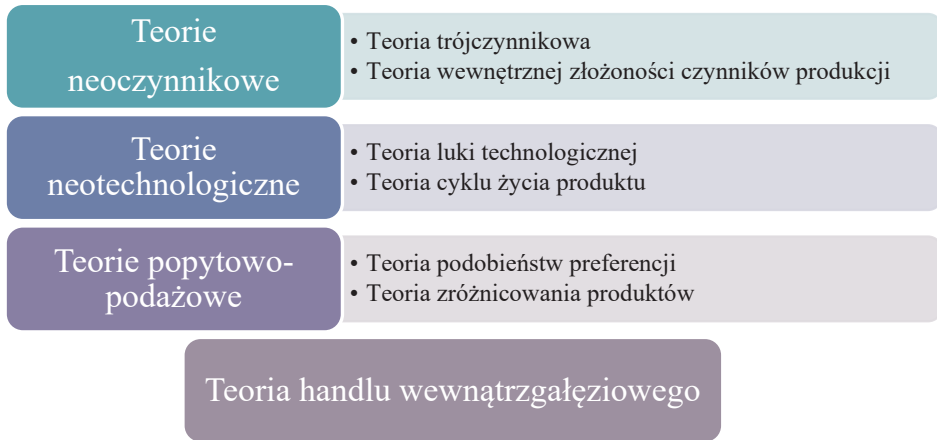 Teorie
neoczynnikowe
• Teoria trójczynnikowa
• Teoria wewnętrznej złożoności czynników produkcji
Teorie
neotechnologiczne
• Teoria luki technologicznej
• Teoria cyklu życia produktu
Teorie popytowo-
podażowe
• Teoria podobieństw preferencji
• Teoria zróżnicowania produktów
Teoria handlu wewnątrzgałęziowego